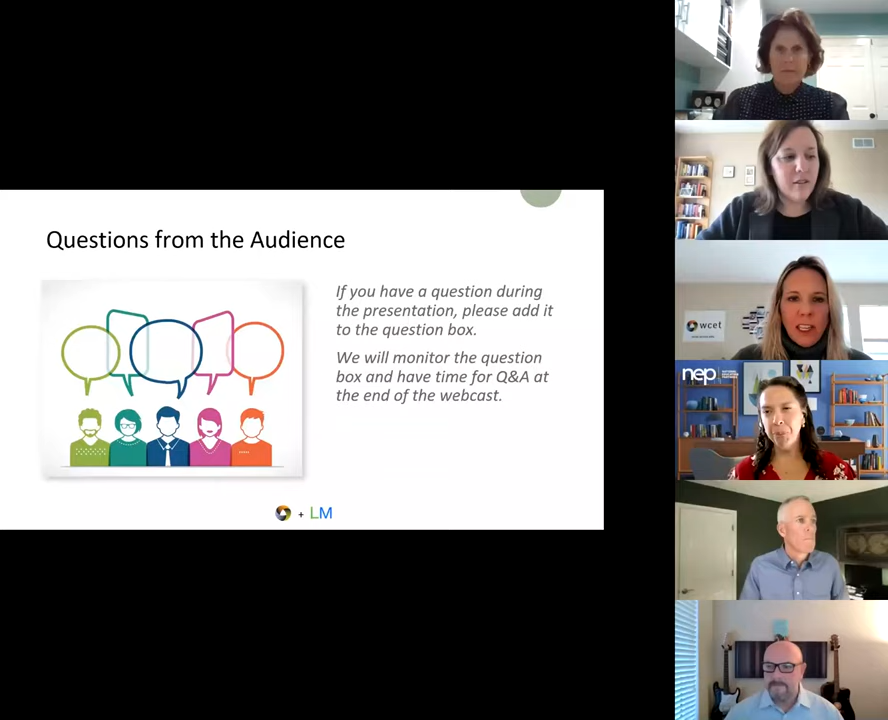 Questions from the Audience
If you have a question during
the presentation, please add it
to the question box.
We will monitor the question
box and have time for Q&A at
the end of the webcast.
+ LM
wcet
nep